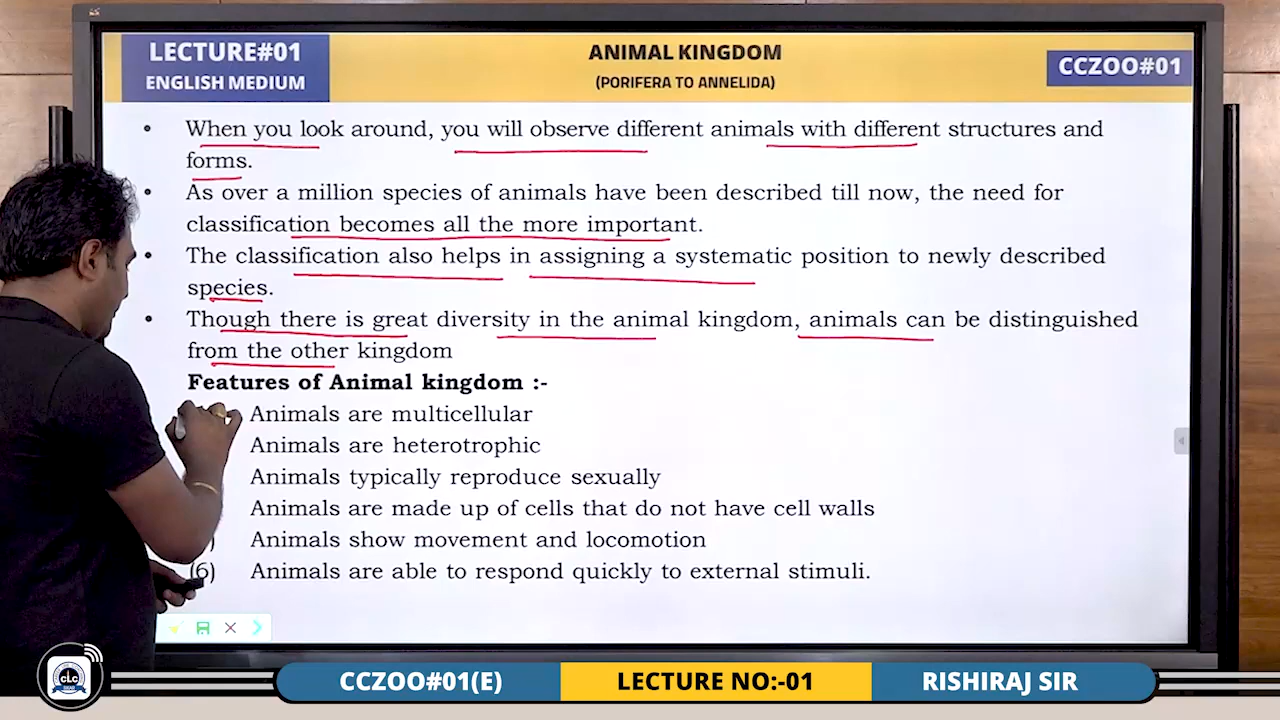 LECTURE#01
ENGLISH MEDIUM
ANIMAL KINGDOM
(PORIFERA TO ANNELIDA)
CCZOO#01
• When you look around, you will observe different animals with different structures and
forms.
• As over a million species of animals have been described till now, the need for
classification becomes all the more important.
• The classification also helps in assigning a systematic position to newly described
species.
• Though there is great diversity in the animal kingdom, animals can be distinguished
from the other kingdom
Features of Animal kingdom :-
Animals are multicellular
Animals are heterotrophic
Animals typically reproduce sexually
Animals are made up of cells that do not have cell walls
) Animals show movement and locomotion
(6) Animals are able to respond quickly to external stimuli.
CLC
SIKAR
CCZOO#01(E)
LECTURE NO:-01
RISHIRAJ SIR